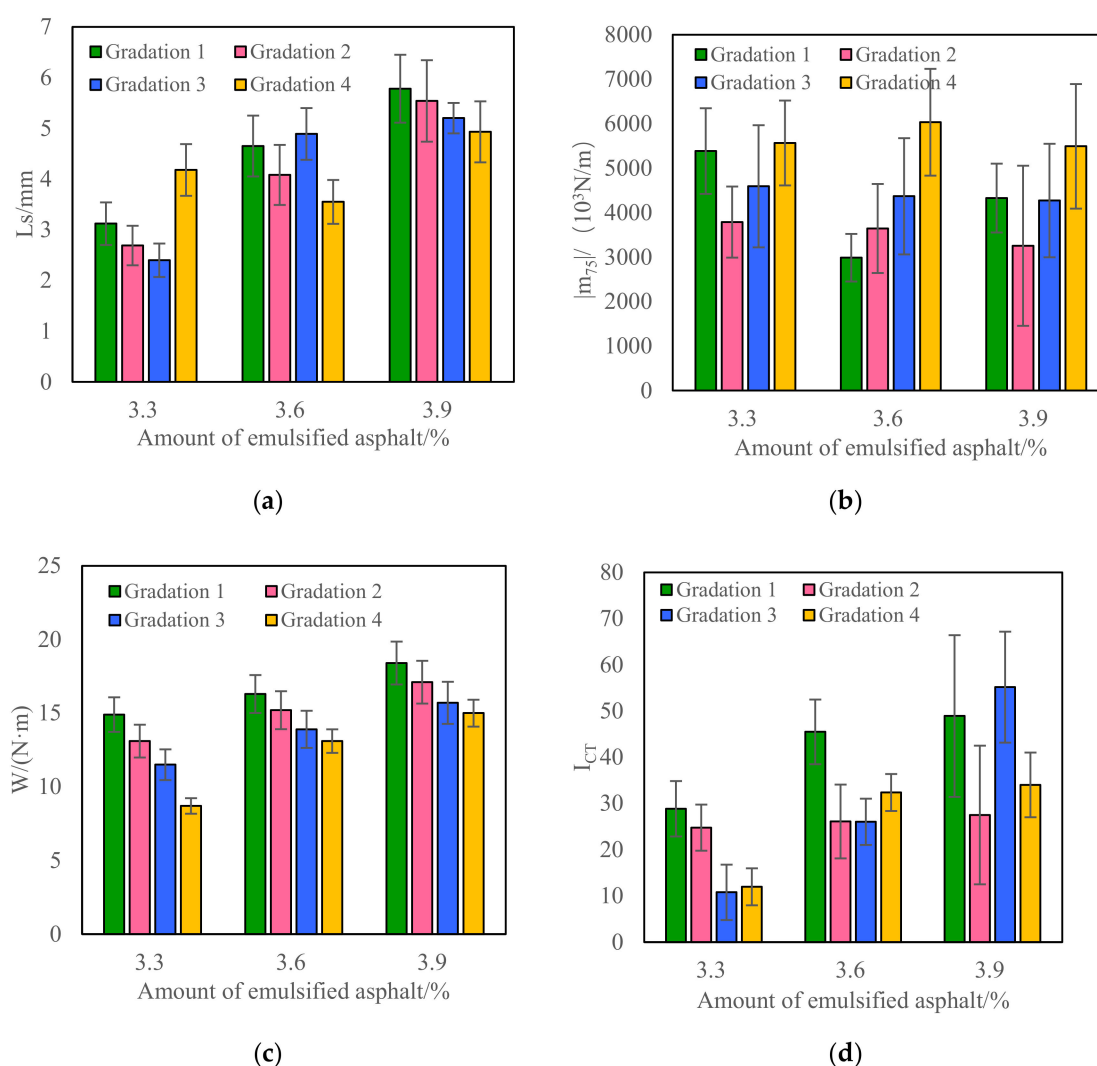 7
6
5
4
3
2
1
0
Ls/mm
Gradation 1 Gradation 2
Gradation 3 Gradation 4
3.3 3.6 3.9
Amount of emulsified asphalt/%
(a)
8000
7000
6000
5000
4000
3000
2000
1000
0
|m₇₅|/（10³N/m）
Gradation 1 Gradation 2
Gradation 3 Gradation 4
3.3 3.6 3.9
Amount of emulsified asphalt/%
(b)
25
20
15
10
5
0
W/(N·m)
Gradation 1 Gradation 2
Gradation 3 Gradation 4
3.3 3.6 3.9
Amount of emulsified asphalt/%
(c)
80
70
60
50
40
30
20
10
0
I_CT
Gradation 1 Gradation 2
Gradation 3 Gradation 4
3.3 3.6 3.9
Amount of emulsified asphalt/%
(d)